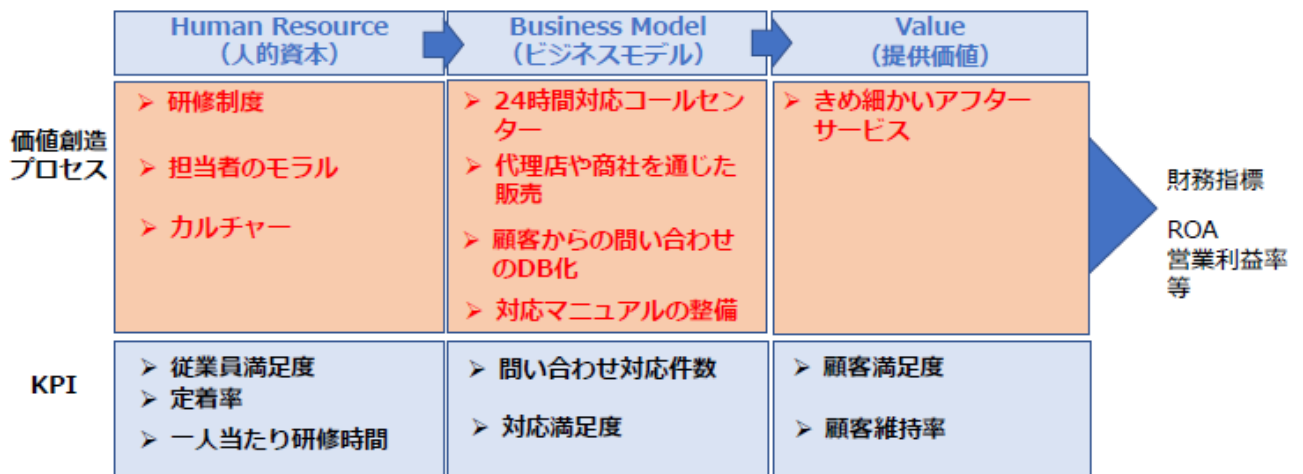 Human Resource
（人的資本）
Business Model
（ビジネスモデル）
Value
（提供価値）
価値創造
プロセス
➢ 研修制度
➢ 担当者のモラル
➢ カルチャー
➢ 24時間対応コールセン
ター
➢ 代理店や商社を通じた
販売
➢ 顧客からの問い合わせ
のDB化
➢ 対応マニュアルの整備
➢ きめ細かいアフター
サービス
財務指標
ROA
営業利益率
等
KPI
➢ 従業員満足度
➢ 定着率
➢ 一人当たり研修時間
➢ 問い合わせ対応件数
➢ 対応満足度
➢ 顧客満足度
➢ 顧客維持率